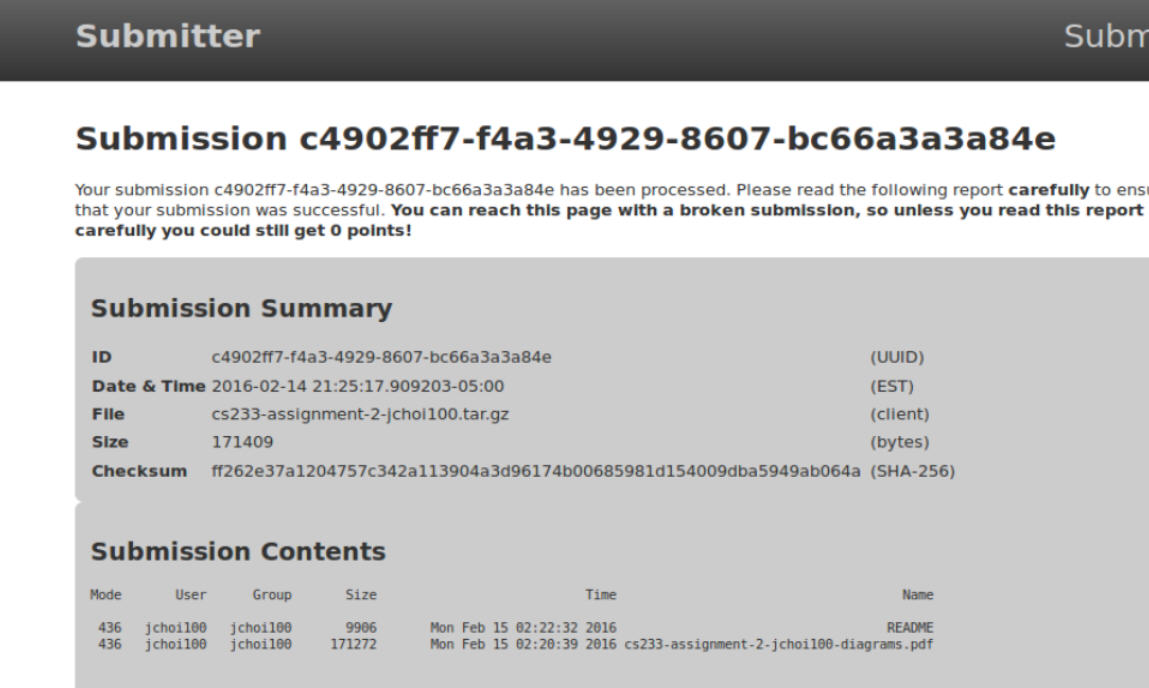 Submitter Subm
Submission c4902ff7-f4a3-4929-8607-bc66a3a3a84e
Your submission c4902ff7-f4a3-4929-8607-bc66a3a3a84e has been processed. Please read the following report carefully to ensu
that your submission was successful. You can reach this page with a broken submission, so unless you read this report
carefully you could still get 0 points!
Submission Summary
ID c4902ff7-f4a3-4929-8607-bc66a3a3a84e (UUID)
Date & Time 2016-02-14 21:25:17.909203-05:00 (EST)
File cs233-assignment-2-jchoi100.tar.gz (client)
Size 171409 (bytes)
Checksum ff262e37a1204757c342a113904a3d96174b00685981d154009dba5949ab064a (SHA-256)
Submission Contents
Mode User Group Size Time Name
436 jchoi100 jchoi100 9906 Mon Feb 15 02:22:32 2016 README
436 jchoi100 jchoi100 171272 Mon Feb 15 02:20:39 2016 cs233-assignment-2-jchoi100-diagrams.pdf